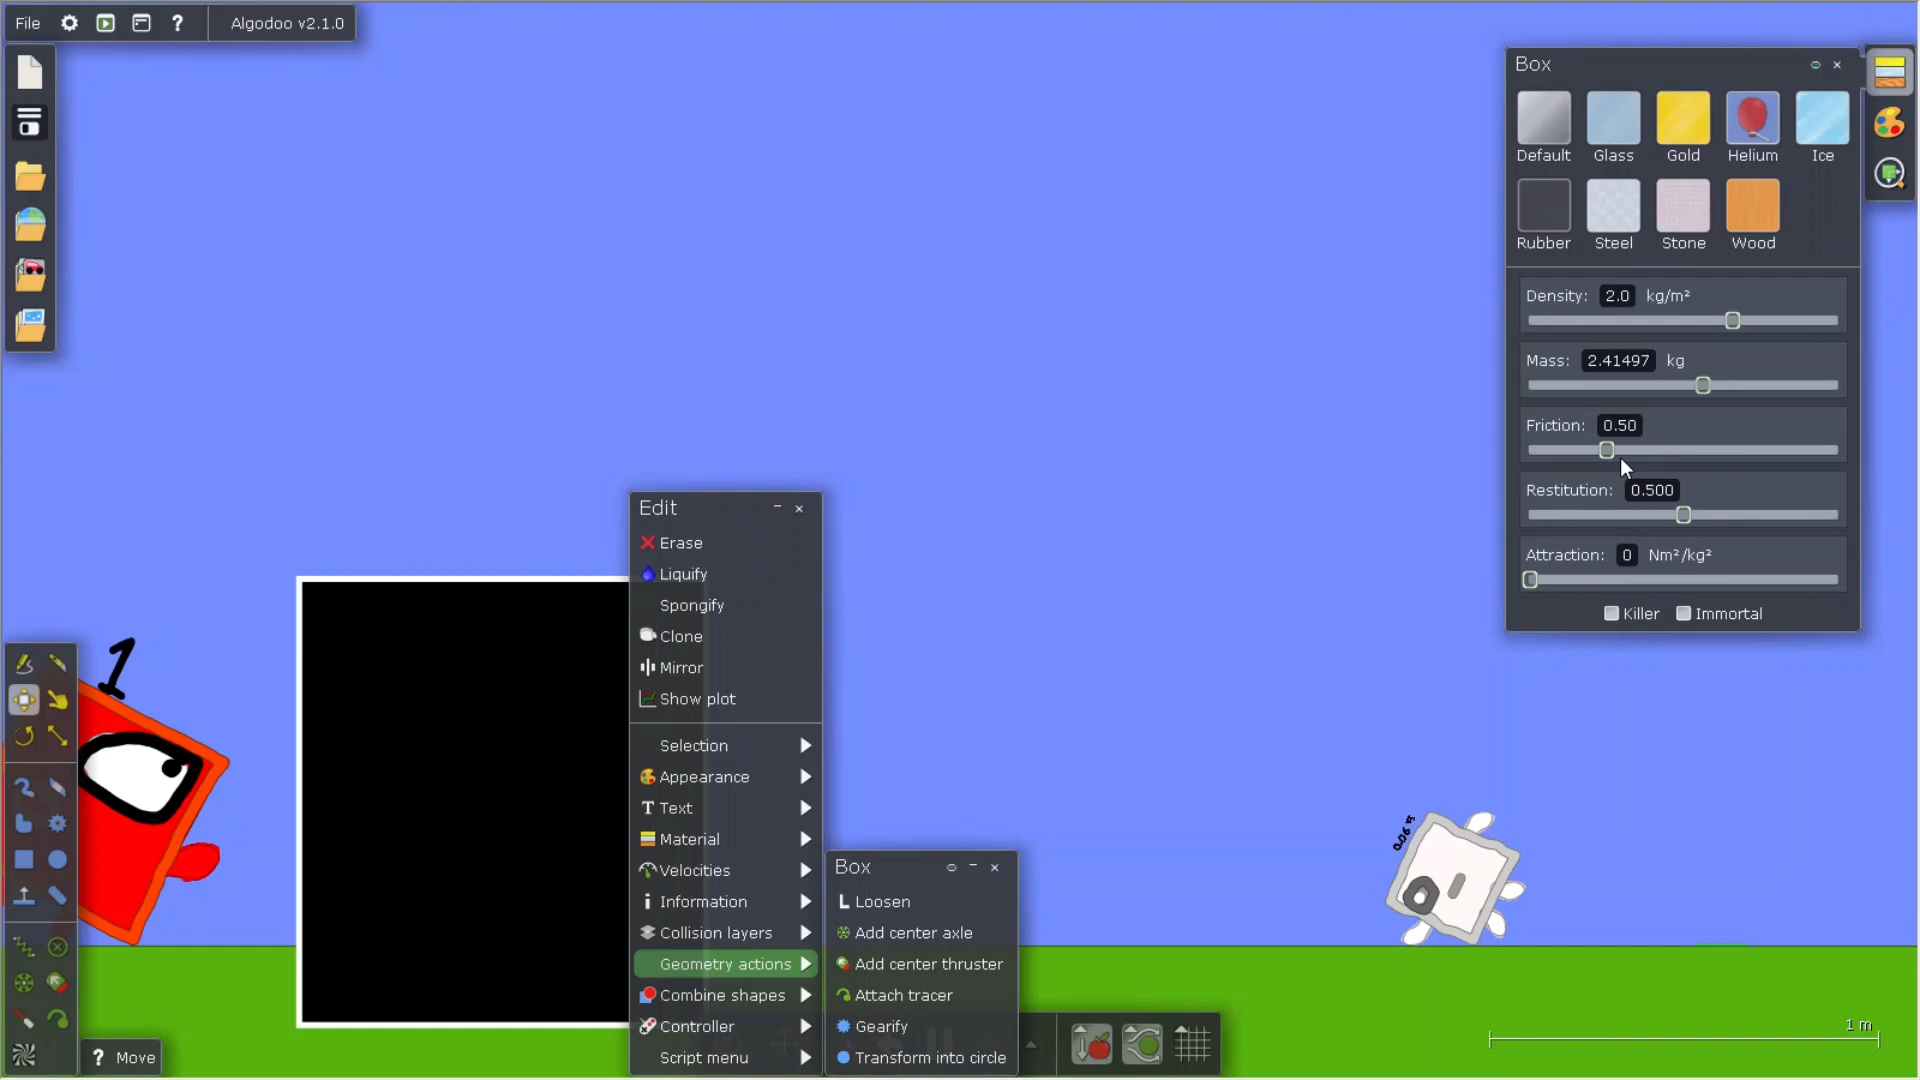 File
?
Algodoo v2.1.0
Box
Default
Glass
Gold
Helium
Ice
Rubber
Steel
Stone
Wood
Density: 2.0 kg/m²
Mass: 2.41497 kg
Friction: 0.50
Restitution: 0.500
Attraction: 0 Nm²/kg²
Killer
Immortal
Edit
Erase
Liquify
Spongify
Clone
Mirror
Show plot
Selection
Appearance
T Text
Material
Velocities
i Information
Collision layers
Geometry actions
Combine shapes
Controller
Script menu
Box
L Loosen
Add center axle
Add center thruster
Attach tracer
Gearify
Transform into circle
1
? Move
1 m